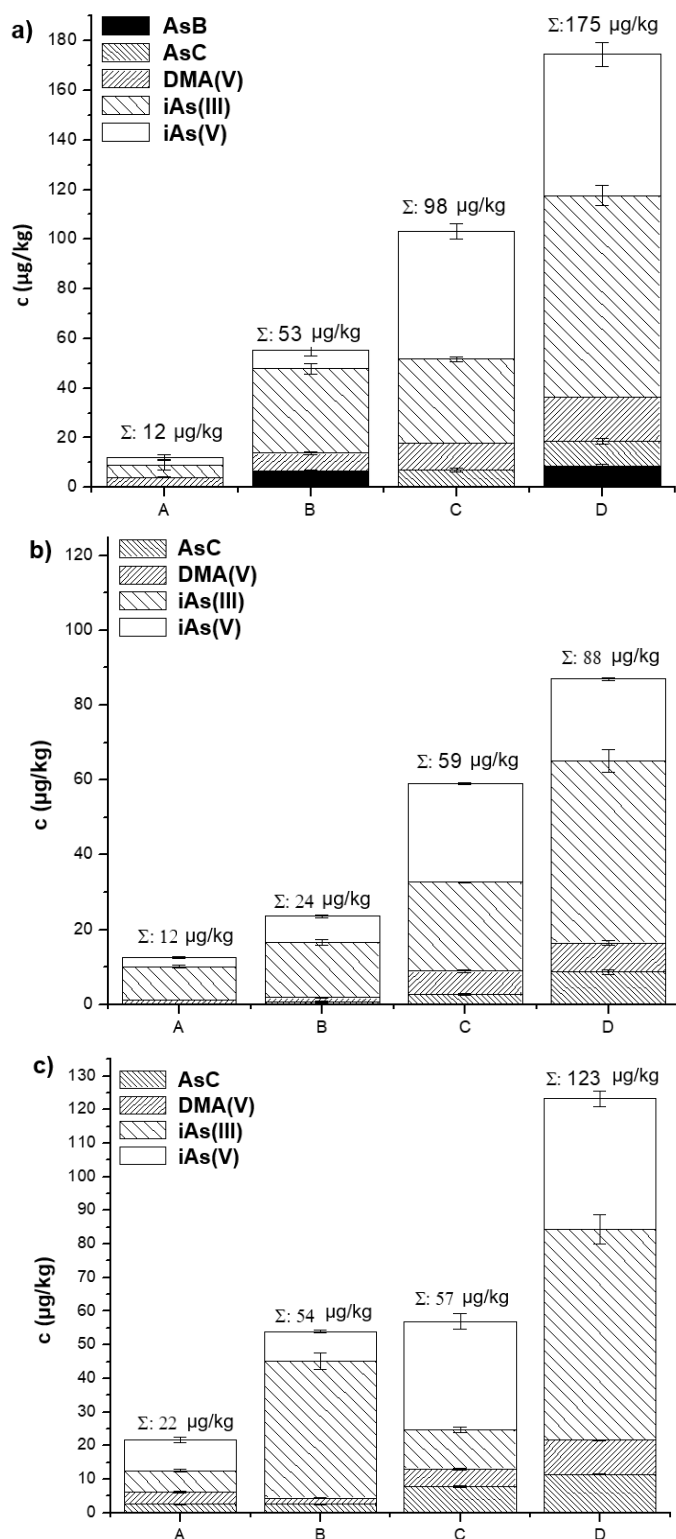 a)
AsB
AsC
DMA(V)
iAs(III)
iAs(V)
Σ: 12 µg/kg
Σ: 53 µg/kg
Σ: 98 µg/kg
Σ:175 µg/kg
c (µg/kg)
180
160
140
120
100
80
60
40
20
0
A B C D
b)
AsC
DMA(V)
iAs(III)
iAs(V)
Σ: 12 µg/kg
Σ: 24 µg/kg
Σ: 59 µg/kg
Σ: 88 µg/kg
c (µg/kg)
120
100
80
60
40
20
0
A B C D
c)
AsC
DMA(V)
iAs(III)
iAs(V)
Σ: 22 µg/kg
Σ: 54 µg/kg
Σ: 57 µg/kg
Σ: 123 µg/kg
c (µg/kg)
130
120
110
100
90
80
70
60
50
40
30
20
10
0
A B C D